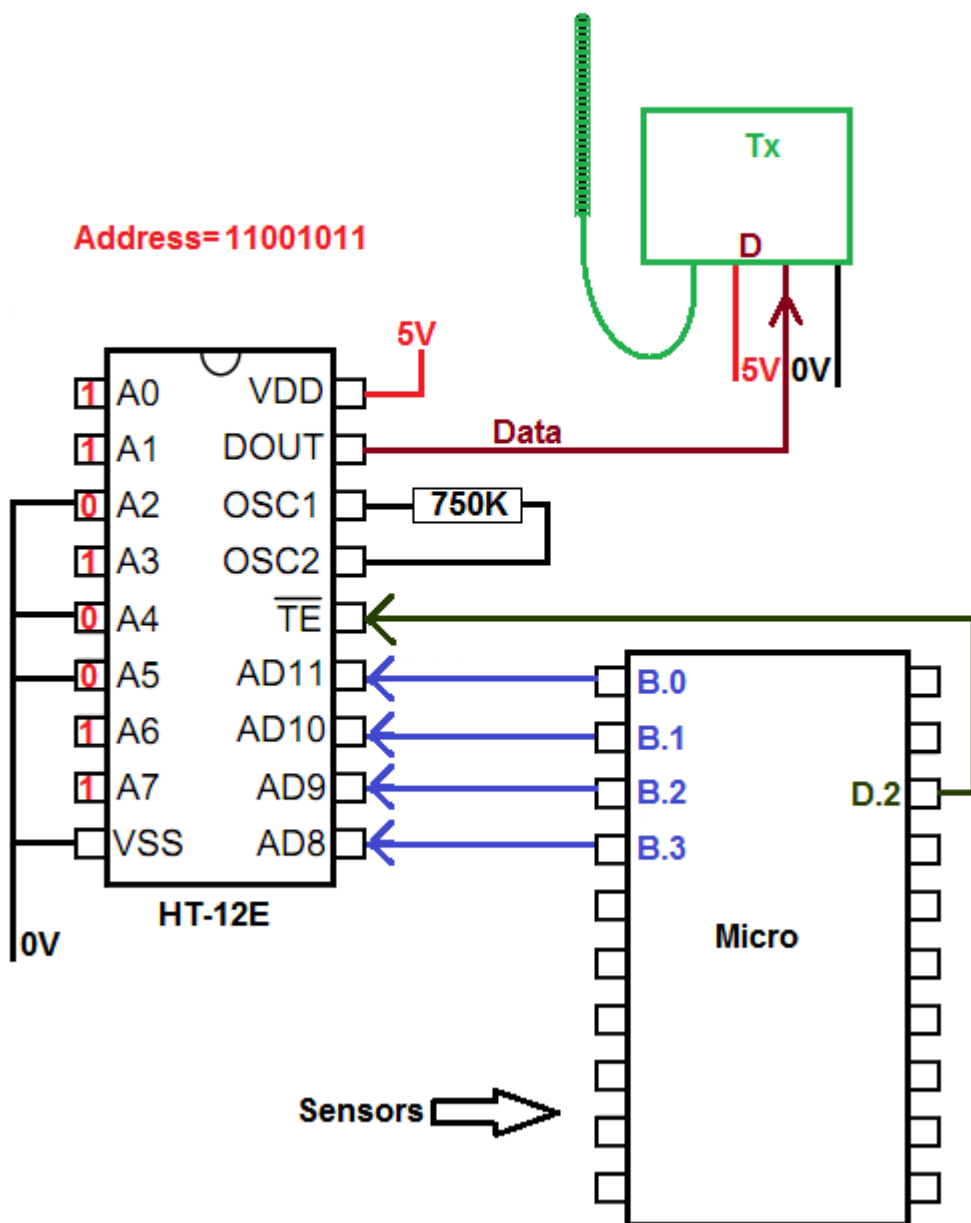 Tx
D
Address= 11001011
5V
5V 0V
1 A0 VDD
1 A1 DOUT
Data
0 A2 OSC1
750K
1 A3 OSC2
0 A4 TE
0 A5 AD11
B.0
1 A6 AD10
B.1
1 A7 AD9
B.2
D.2
VSS AD8
B.3
HT-12E
0V
Micro
Sensors